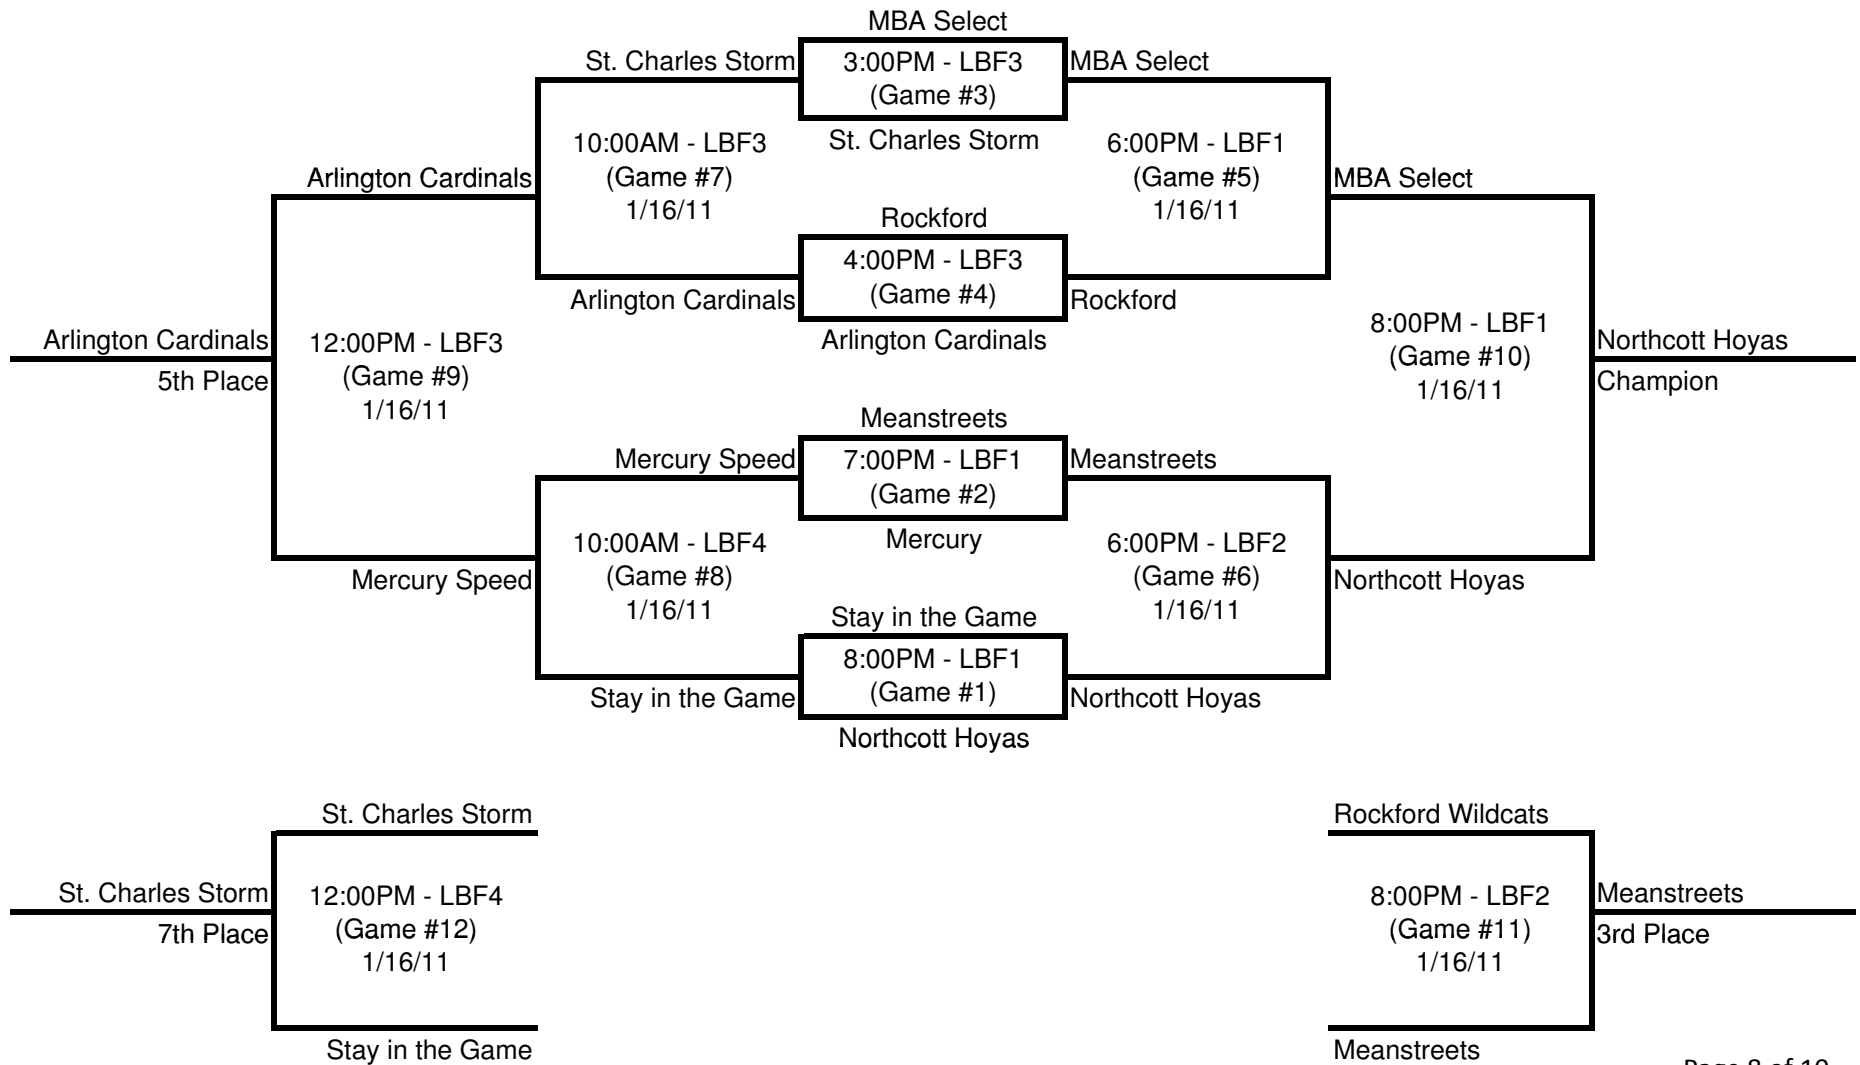 MBA Select
St. Charles Storm
3:00PM - LBF3
(Game #3)
MBA Select
St. Charles Storm
10:00AM - LBF3
(Game #7)
1/16/11
6:00PM - LBF1
(Game #5)
1/16/11
Arlington Cardinals
MBA Select
Rockford
4:00PM - LBF3
(Game #4)
Arlington Cardinals
Rockford
Arlington Cardinals
Arlington Cardinals
5th Place
12:00PM - LBF3
(Game #9)
1/16/11
8:00PM - LBF1
(Game #10)
1/16/11
Northcott Hoyas
Champion
Meanstreets
Mercury Speed
7:00PM - LBF1
(Game #2)
Meanstreets
Mercury
10:00AM - LBF4
(Game #8)
1/16/11
6:00PM - LBF2
(Game #6)
1/16/11
Mercury Speed
Northcott Hoyas
Stay in the Game
8:00PM - LBF1
(Game #1)
Stay in the Game
Northcott Hoyas
Northcott Hoyas
St. Charles Storm
Rockford Wildcats
St. Charles Storm
7th Place
12:00PM - LBF4
(Game #12)
1/16/11
8:00PM - LBF2
(Game #11)
1/16/11
Meanstreets
3rd Place
Stay in the Game
Meanstreets
Page 8 of